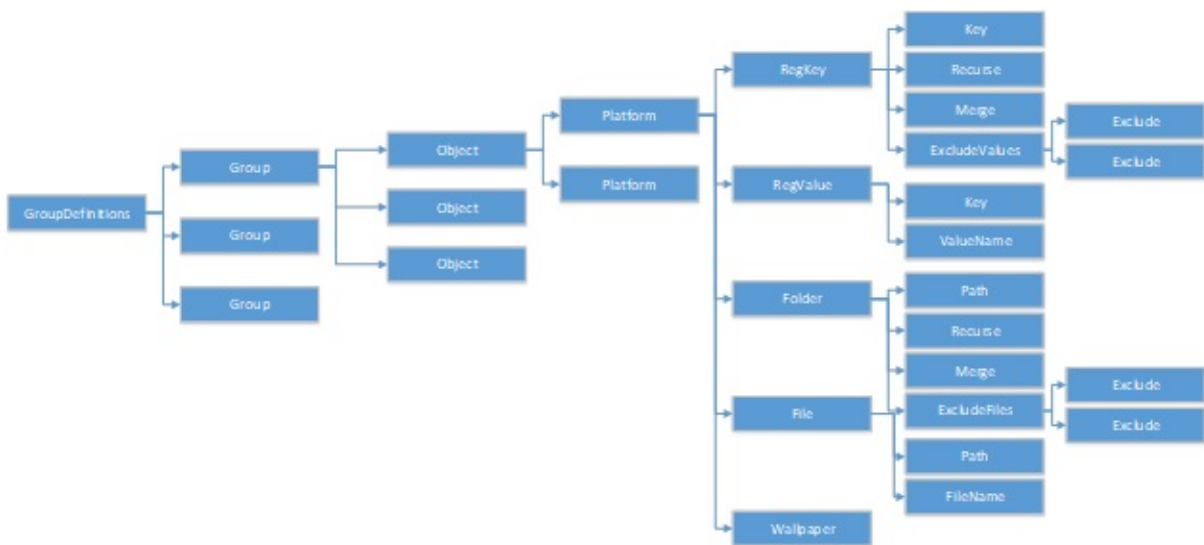 Key
RegKey
Recurse
Merge
Platform
Exclude
Object
ExcludeValues
Group
Exclude
Platform
RegValue
Key
Object
GroupDefinitions
Group
ValueName
Object
Path
Group
Folder
Recurse
Merge
Exclude
File
ExcludeFiles
Exclude
Path
FileName
Wallpaper